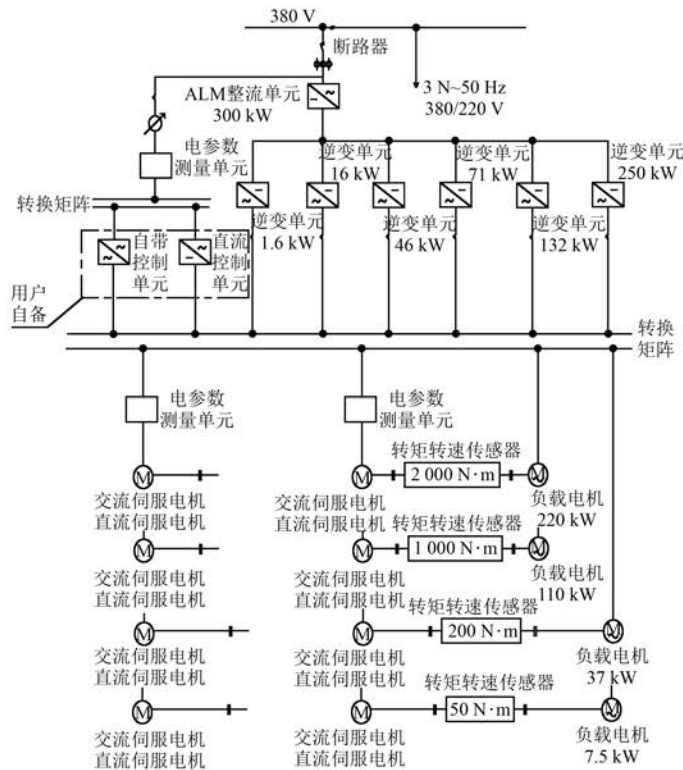 380 V
断路器
ALM整流单元
300 kW
3 N~50 Hz
380/220 V
电参数
测量单元
逆变单元
16 kW
逆变单元
71 kW
逆变单元
250 kW
转换矩阵
逆变单元
1.6 kW
逆变单元
46 kW
逆变单元
132 kW
自带
控制
单元
直流
控制
单元
用户
自备
转换
矩阵
电参数
测量单元
电参数
测量单元
转矩转速传感器
M
M
2 000 N·m
M
交流伺服电机
直流伺服电机
交流伺服电机
直流伺服电机
负载电机
220 kW
转矩转速传感器
M
M
1 000 N·m
M
交流伺服电机
直流伺服电机
交流伺服电机
直流伺服电机
负载电机
110 kW
转矩转速传感器
M
M
200 N·m
M
交流伺服电机
直流伺服电机
交流伺服电机
直流伺服电机
负载电机
37 kW
转矩转速传感器
M
M
50 N·m
M
交流伺服电机
直流伺服电机
交流伺服电机
直流伺服电机
负载电机
7.5 kW